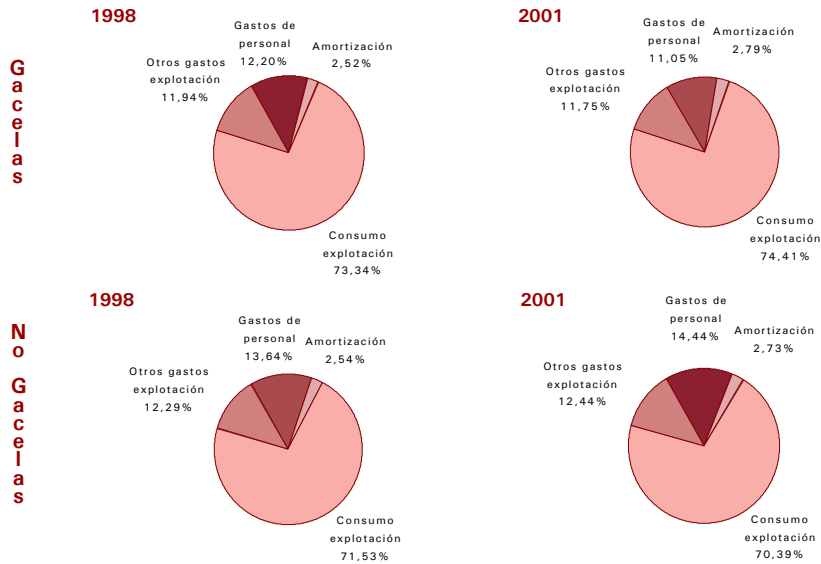 Gacelas
1998
Gastos de
personal
12,20%
Amortización
2,52%
Otros gastos
explotación
11,94%
Consumo
explotación
73,34%
2001
Gastos de
personal
11,05%
Amortización
2,79%
Otros gastos
explotación
11,75%
Consumo
explotación
74,41%
No Gacelas
1998
Gastos de
personal
13,64%
Amortización
2,54%
Otros gastos
explotación
12,29%
Consumo
explotación
71,53%
2001
Gastos de
personal
14,44%
Amortización
2,73%
Otros gastos
explotación
12,44%
Consumo
explotación
70,39%